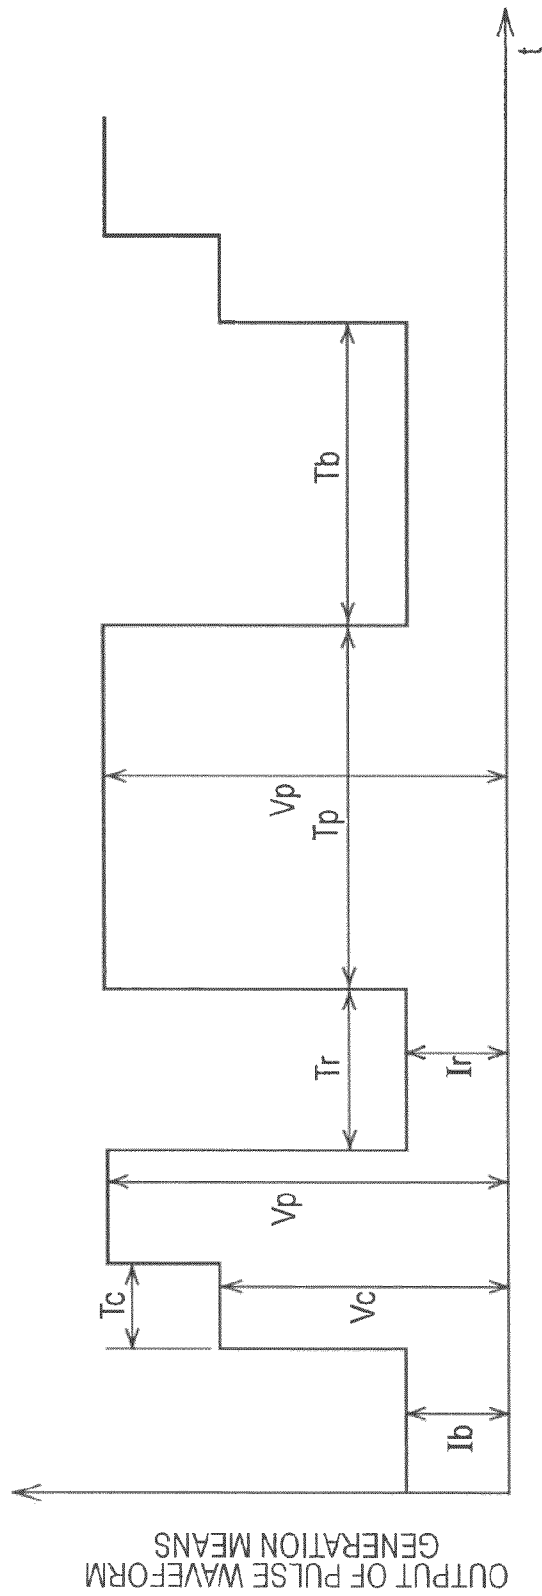 OUTPUT OF PULSE WAVEFORM
GENERATION MEANS
Ib
Tc
Vc
Vp
Tr
Ir
Tp
Vp
Tb
t